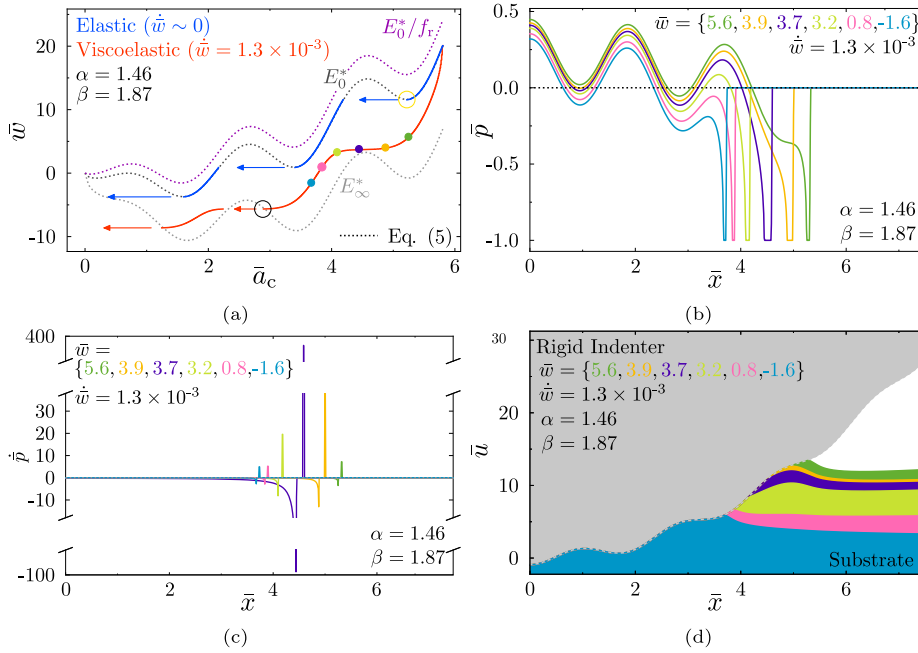 Elastic (ẇ̄ ∼ 0)
Viscoelastic (ẇ̄ = 1.3 × 10⁻³)
α = 1.46
β = 1.87
E₀*/fᵣ
E₀*
E∞*
Eq. (5)
w̄
20
10
0
-10
0
2
4
6
āc
(a)
w̄ = {5.6, 3.9, 3.7, 3.2, 0.8, -1.6}
ẇ̄ = 1.3 × 10⁻³
α = 1.46
β = 1.87
p̄
0.5
0.0
-0.5
-1.0
0
2
4
6
x̄
(b)
w̄ =
{5.6, 3.9, 3.7, 3.2, 0.8, -1.6}
ẇ̄ = 1.3 × 10⁻³
α = 1.46
β = 1.87
ṗ̄
400
30
20
10
0
-10
-100
0
2
4
6
x̄
(c)
Rigid Indenter
w̄ = {5.6, 3.9, 3.7, 3.2, 0.8, -1.6}
ẇ̄ = 1.3 × 10⁻³
α = 1.46
β = 1.87
Substrate
ū
30
20
10
0
0
2
4
6
x̄
(d)